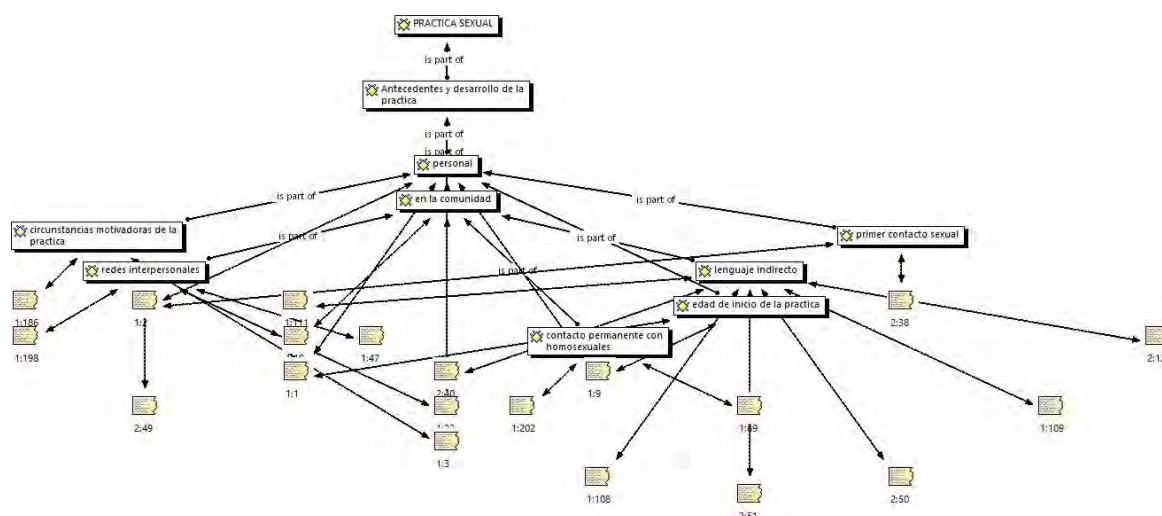 PRACTICA SEXUAL
is part of
Antecedentes y desarrollo de la
practica
is part of
is part of
personal
is part of
is part of
en la comunidad
circunstancias motivadoras de la
practica
is part of
is part of
primer contacto sexual
redes interpersonales
is part of
lenguaje indirecto
edad de inicio de la practica
1:186
1:2
1:111
2:38
contacto permanente con
homosexuales
1:198
1:47
1:1
1:202
1:9
2:49
1:89
1:109
1:3
1:108
2:50